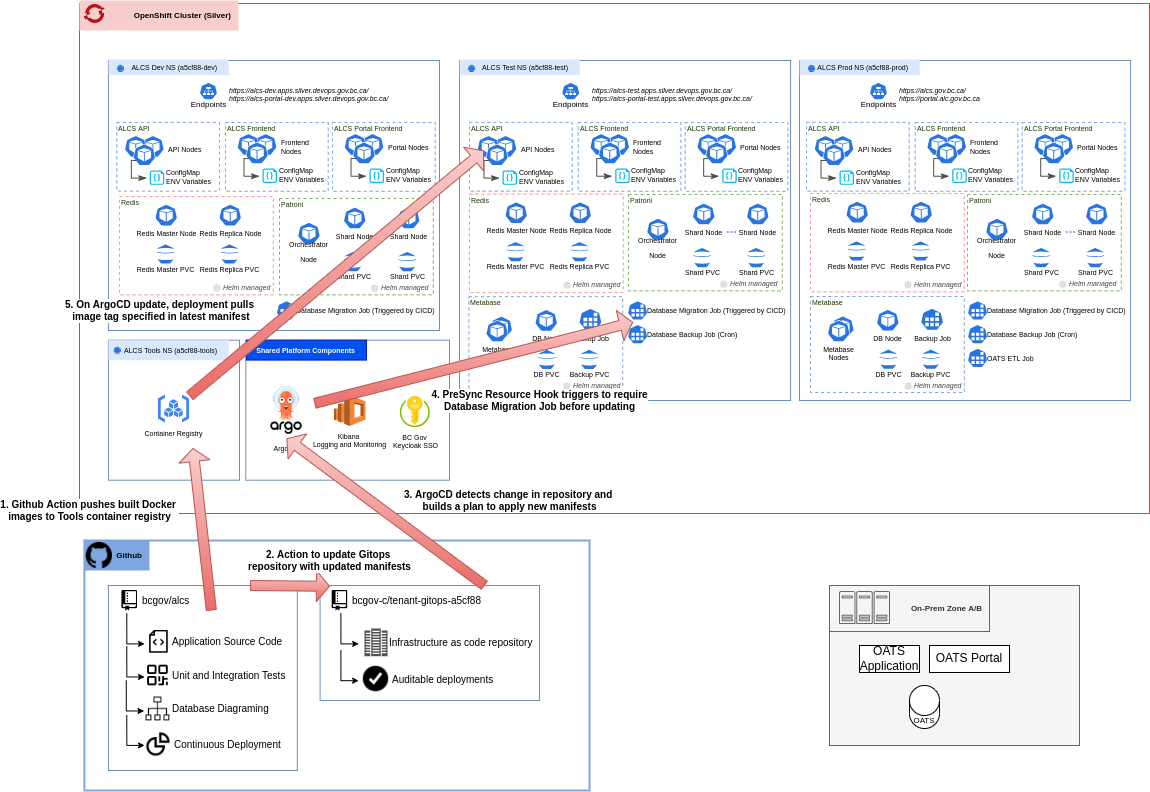 OpenShift Cluster (Silver)
ALCS Dev NS (a5cf88-dev)
Endpoints
https://alcs-dev.apps.silver.devops.gov.bc.ca/
https://alcs-portal-dev.apps.silver.devops.gov.bc.ca/
ALCS API
API Nodes
ConfigMap
ENV Variables
ALCS Frontend
Frontend
Nodes
ConfigMap
ENV Variables
ALCS Portal Frontend
Portal Nodes
ConfigMap
ENV Variables
Redis
Redis Master Node
Redis Replica Node
Redis Master PVC
Redis Replica PVC
Helm managed
Patroni
Orchestrator
Node
Shard Node
Shard Node
Shard PVC
Shard PVC
Helm managed
Database Migration Job (Triggered by CICD)
ALCS Test NS (a5cf88-test)
Endpoints
https://alcs-test.apps.silver.devops.gov.bc.ca/
https://alcs-portal-test.apps.silver.devops.gov.bc.ca/
ALCS API
API Nodes
ConfigMap
ENV Variables
ALCS Frontend
Frontend
Nodes
ConfigMap
ENV Variables
ALCS Portal Frontend
Portal Nodes
ConfigMap
ENV Variables
Redis
Redis Master Node
Redis Replica Node
Redis Master PVC
Redis Replica PVC
Helm managed
Patroni
Orchestrator
Node
Shard Node
Shard Node
Shard PVC
Shard PVC
Helm managed
Metabase
DB
Backup Job
DB PVC
Backup PVC
Helm managed
Database Migration Job (Triggered by CICD)
Database Backup Job (Cron)
ALCS Prod NS (a5cf88-prod)
Endpoints
https://alcs.gov.bc.ca/
https://portal.alc.gov.bc.ca
ALCS API
API Nodes
ConfigMap
ENV Variables
ALCS Frontend
Frontend
Nodes
ConfigMap
ENV Variables
ALCS Portal Frontend
Portal Nodes
ConfigMap
ENV Variables
Redis
Redis Master Node
Redis Replica Node
Redis Master PVC
Redis Replica PVC
Helm managed
Patroni
Orchestrator
Node
Shard Node
Shard Node
Shard PVC
Shard PVC
Helm managed
Metabase
Metabase
Nodes
DB Node
Backup Job
DB PVC
Backup PVC
Helm managed
Database Migration Job (Triggered by CICD)
Database Backup Job (Cron)
OATS ETL Job
5. On ArgoCD update, deployment pulls
image tag specified in latest manifest
ALCS Tools NS (a5cf88-tools)
Container Registry
Shared Platform Components
argo
Kibana
Logging and Monitoring
BC Gov
Keycloak SSO
4. PreSync Resource Hook triggers to require
Database Migration Job before updating
1. Github Action pushes built Docker
images to Tools container registry
3. ArgoCD detects change in repository and
builds a plan to apply new manifests
Github
2. Action to update Gitops
repository with updated manifests
bcgov/alcs
Application Source Code
Unit and Integration Tests
Database Diagraming
Continuous Deployment
bcgov-c/tenant-gitops-a5cf88
Infrastructure as code repository
Auditable deployments
On-Prem Zone A/B
OATS
Application
OATS Portal
OATS